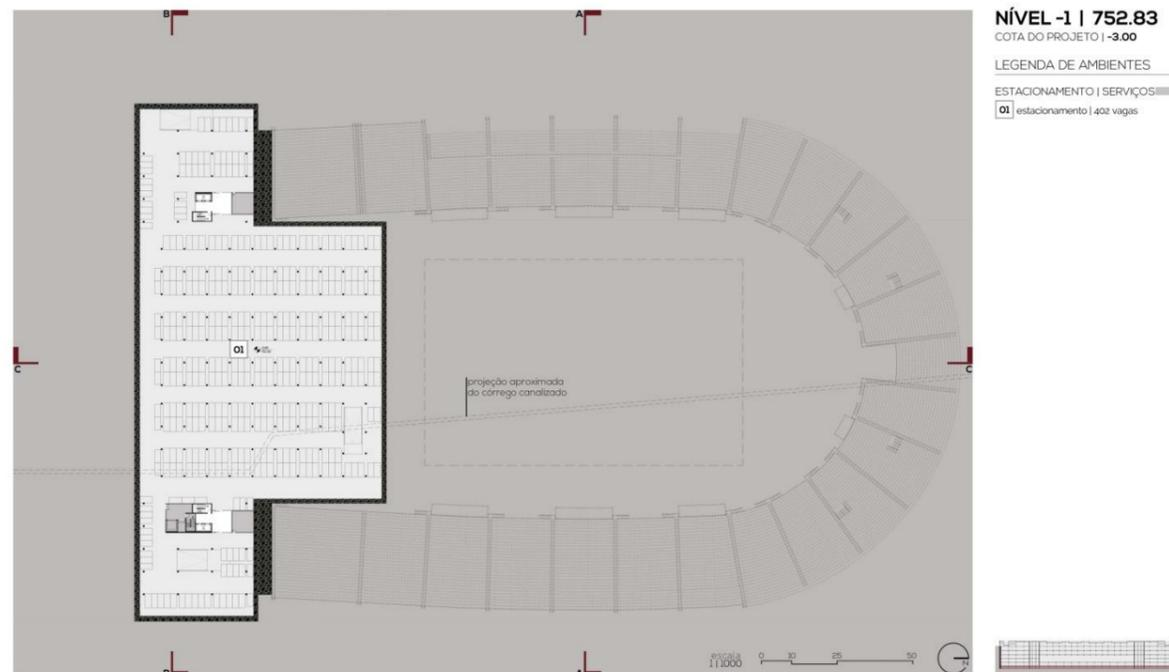 B
A
NÍVEL -1 | 752.83
COTA DO PROJETO | -3.00
LEGENDA DE AMBIENTES
ESTACIONAMENTO | SERVIÇOS
01 estacionamento | 402 vagas
01
C
C
projeção aproximada
do córrego canalizado
escala
1 | 1000
0 10 25 50
N